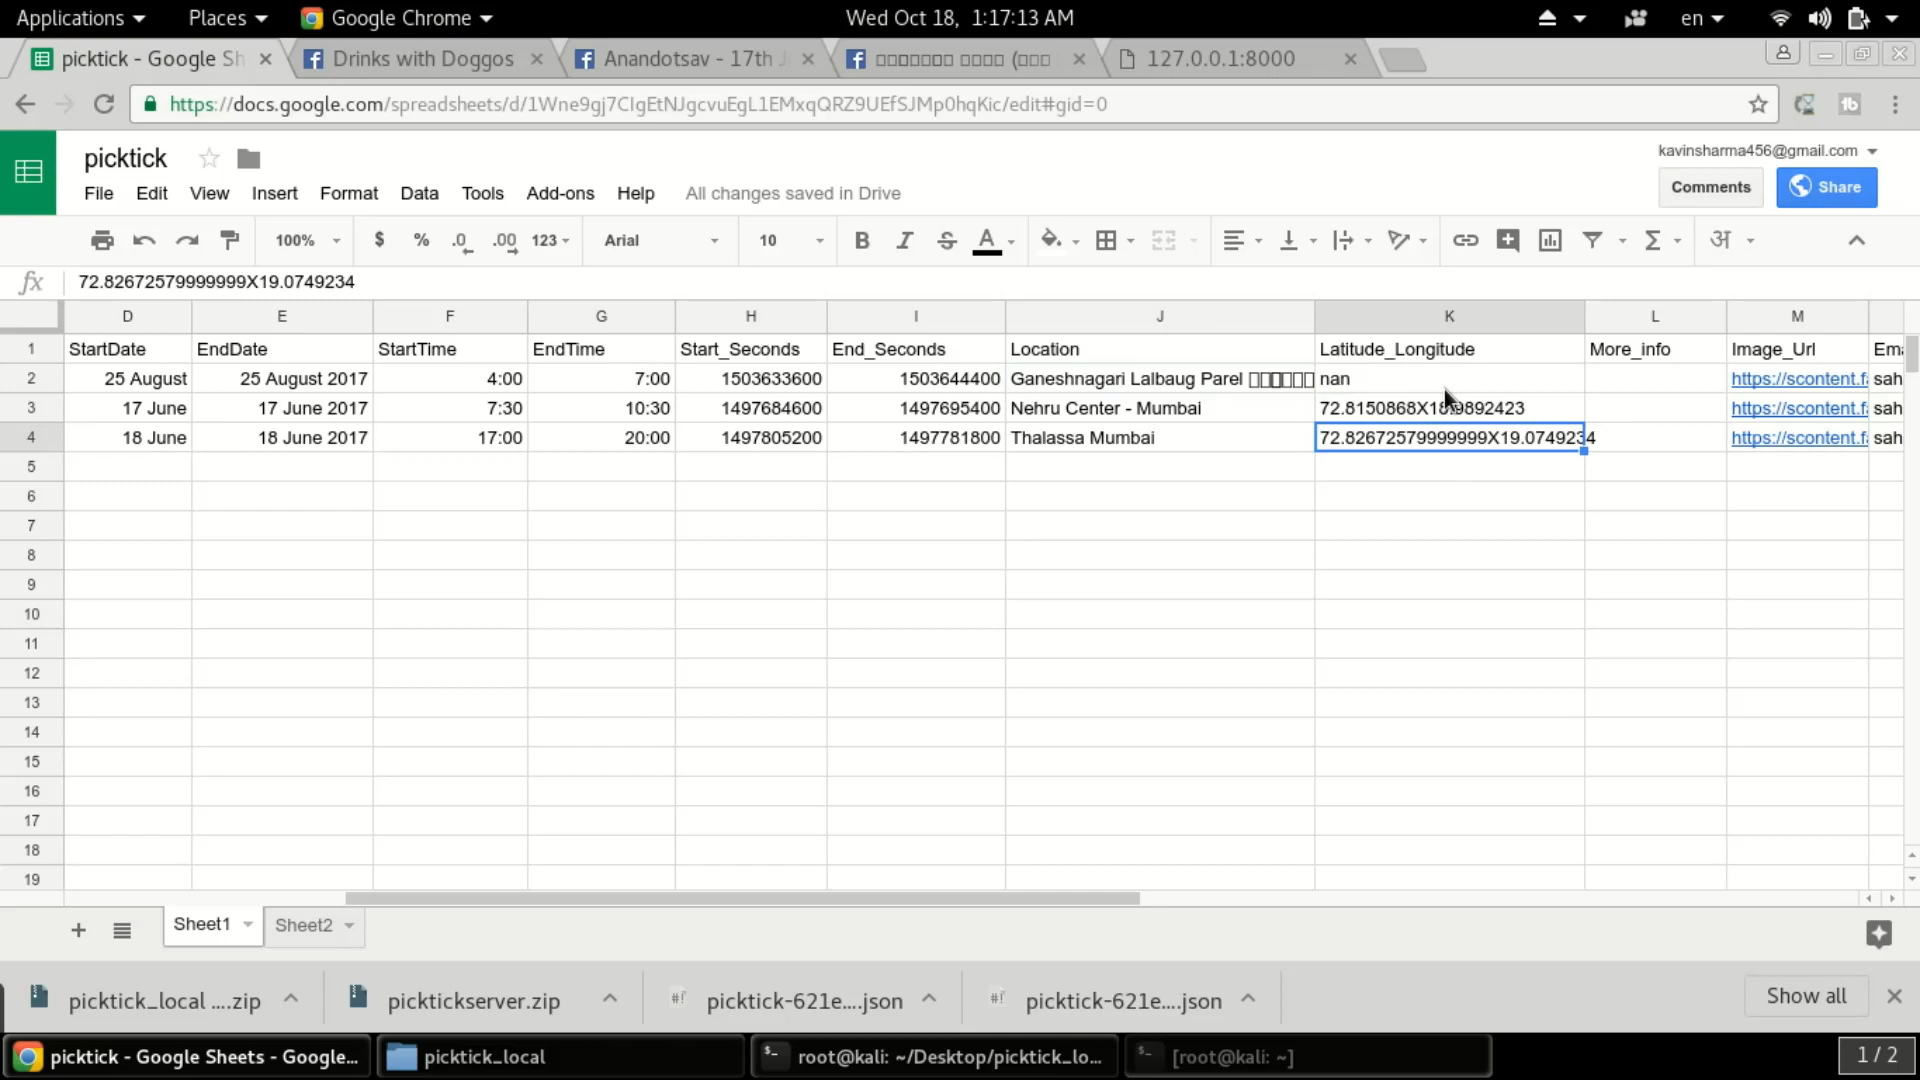 Applications Places Google Chrome Wed Oct 18, 1:17:13 AM en
picktick - Google Sh Drinks with Doggos Anandotsav - 17th J 127.0.0.1:8000
https://docs.google.com/spreadsheets/d/1Wne9gj7CIgEtNJgcvuEgL1EMxqQRZ9UEfSJMp0hqKic/edit#gid=0
picktick kavinsharma456@gmail.com
File Edit View Insert Format Data Tools Add-ons Help All changes saved in Drive Comments Share
100% $ % .0 .00 123 Arial 10 B I S A Σ अ
fx 72.82672579999999X19.0749234
D E F G H I J K L M
1 StartDate EndDate StartTime EndTime Start_Seconds End_Seconds Location Latitude_Longitude More_info Image_Url Ema
2 25 August 25 August 2017 4:00 7:00 1503633600 1503644400 Ganeshnagari Lalbaug Parel nan https://scontent.f sah
3 17 June 17 June 2017 7:30 10:30 1497684600 1497695400 Nehru Center - Mumbai 72.8150868X18.9892423 https://scontent.f sah
4 18 June 18 June 2017 17:00 20:00 1497805200 1497781800 Thalassa Mumbai 72.82672579999999X19.0749234 https://scontent.f sah
5
6
7
8
9
10
11
12
13
14
15
16
17
18
19
Sheet1 Sheet2
picktick_local ....zip picktickserver.zip picktick-621e....json picktick-621e....json Show all
picktick - Google Sheets - Google... picktick_local root@kali: ~/Desktop/picktick_lo... [root@kali: ~] 1 / 2